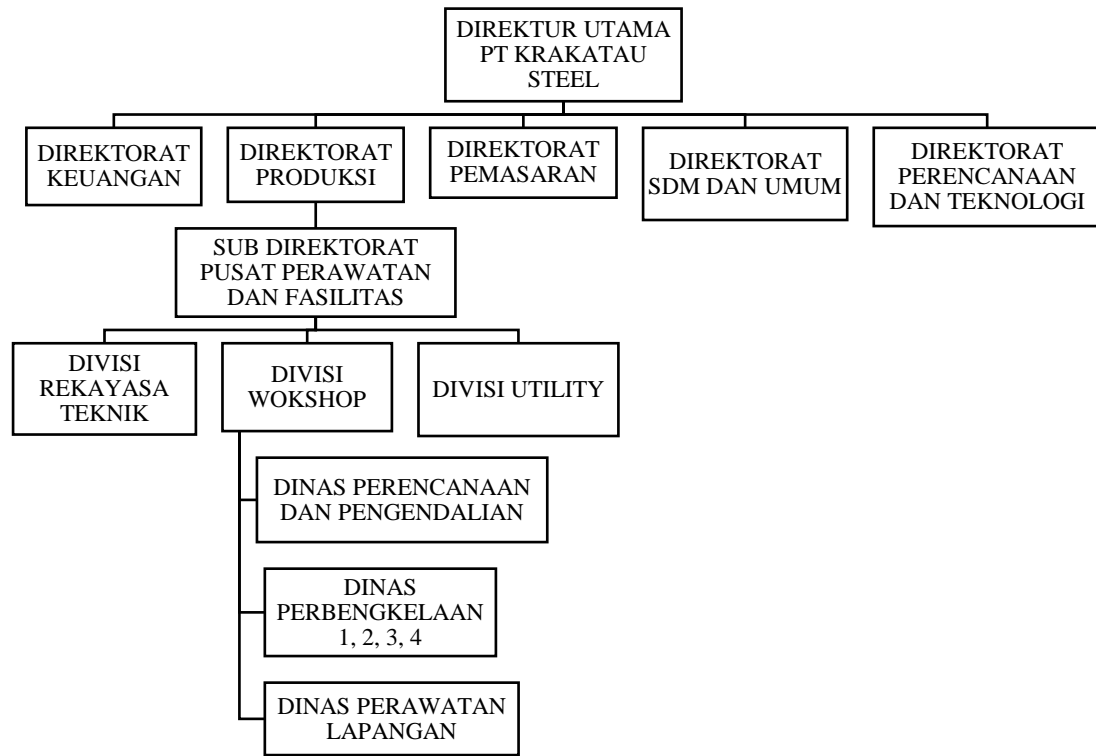 DIREKTUR UTAMA
PT KRAKATAU
STEEL
DIREKTORAT
KEUANGAN
DIREKTORAT
PRODUKSI
DIREKTORAT
PEMASARAN
DIREKTORAT
SDM DAN UMUM
DIREKTORAT
PERENCANAAN
DAN TEKNOLOGI
SUB DIREKTORAT
PUSAT PERAWATAN
DAN FASILITAS
DIVISI
REKAYASA
TEKNIK
DIVISI
WOKSHOP
DIVISI UTILITY
DINAS PERENCANAAN
DAN PENGENDALIAN
DINAS
PERBENGKELAAN
1, 2, 3, 4
DINAS PERAWATAN
LAPANGAN